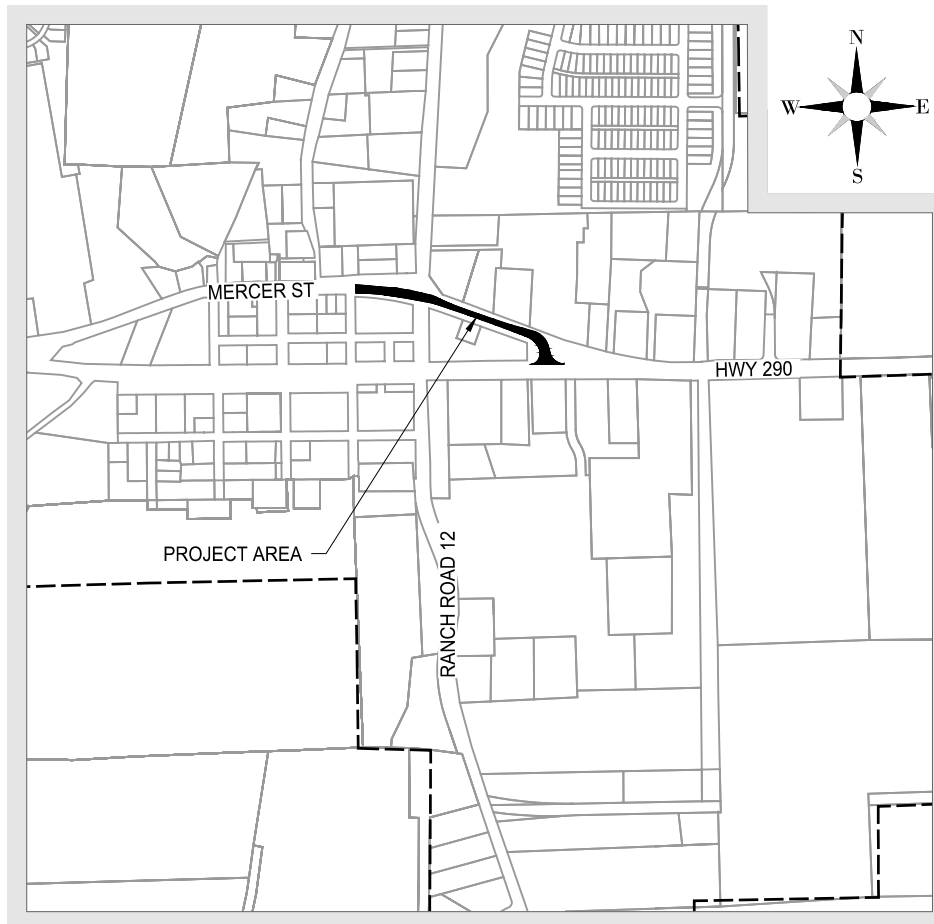 N
W
E
S
MERCER ST
HWY 290
PROJECT AREA
RANCH ROAD 12